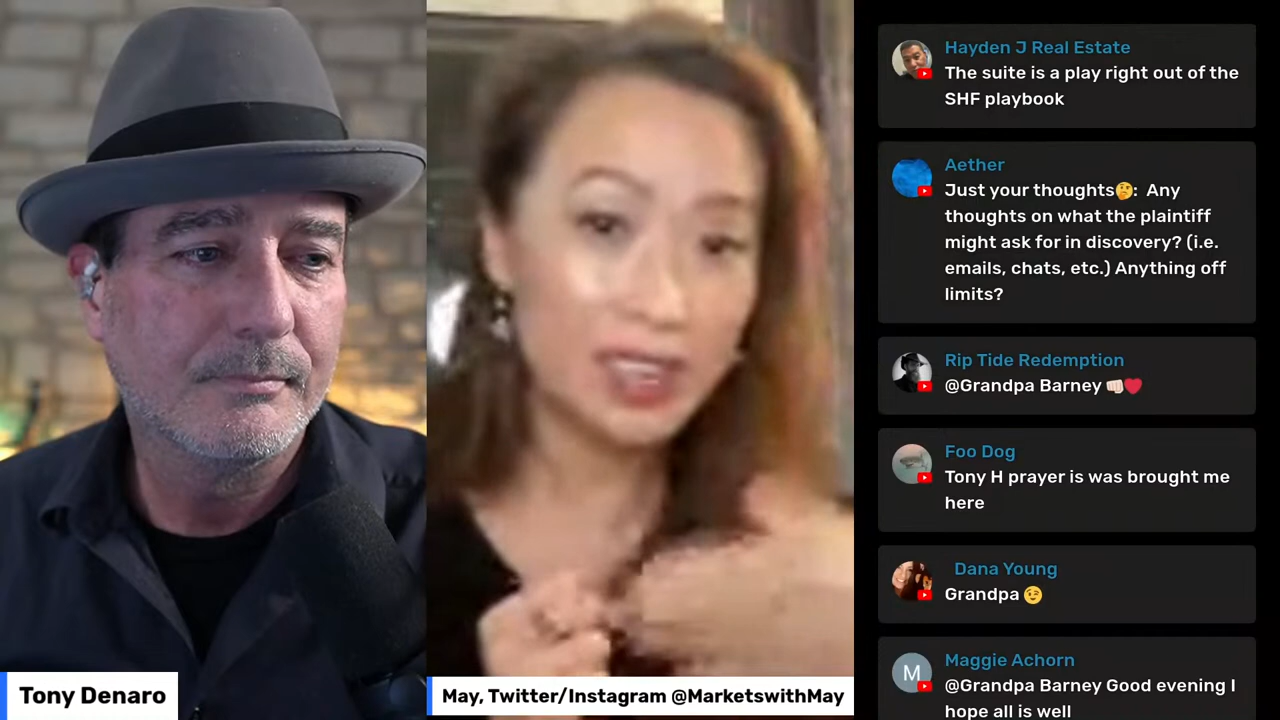 Tony Denaro
May, Twitter/Instagram @MarketswithMay
Hayden J Real Estate
The suite is a play right out of the
SHF playbook
Aether
Just your thoughts🤔: Any
thoughts on what the plaintiff
might ask for in discovery? (i.e.
emails, chats, etc.) Anything off
limits?
Rip Tide Redemption
@Grandpa Barney 👊🏻❤️
Foo Dog
Tony H prayer is was brought me
here
Dana Young
Grandpa 😉
M
Maggie Achorn
@Grandpa Barney Good evening I
hope all is well